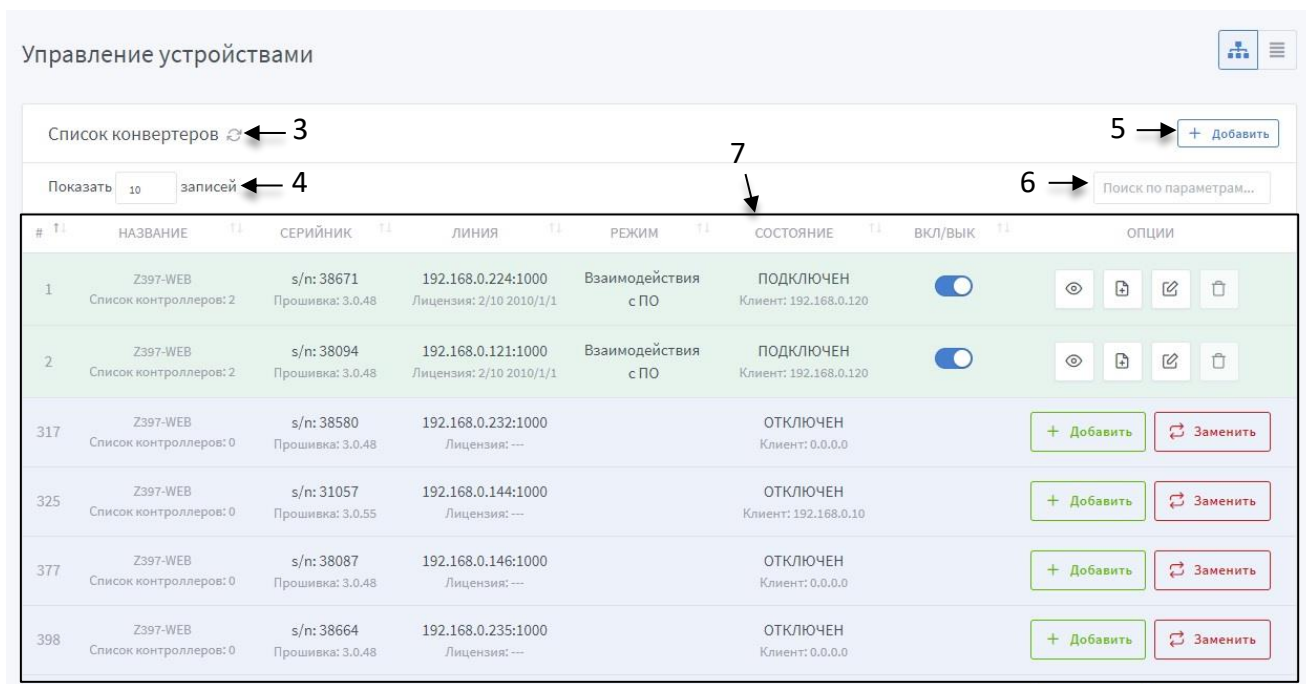 Управление устройствами
Список конвертеров 3
5 + Добавить
7
Показать 10 записей 4
6 Поиск по параметрам...
# НАЗВАНИЕ СЕРИЙНИК ЛИНИЯ РЕЖИМ СОСТОЯНИЕ ВКЛ/ВЫК ОПЦИИ
1 Z397-WEB s/n: 38671 192.168.0.224:1000 Взаимодействия ПОДКЛЮЧЕН
Список контроллеров: 2 Прошивка: 3.0.48 Лицензия: 2/10 2010/1/1 с ПО Клиент: 192.168.0.120
2 Z397-WEB s/n: 38094 192.168.0.121:1000 Взаимодействия ПОДКЛЮЧЕН
Список контроллеров: 2 Прошивка: 3.0.48 Лицензия: 2/10 2010/1/1 с ПО Клиент: 192.168.0.120
317 Z397-WEB s/n: 38580 192.168.0.232:1000 ОТКЛЮЧЕН + Добавить Заменить
Список контроллеров: 0 Прошивка: 3.0.48 Лицензия: --- Клиент: 0.0.0.0
325 Z397-WEB s/n: 31057 192.168.0.144:1000 ОТКЛЮЧЕН + Добавить Заменить
Список контроллеров: 0 Прошивка: 3.0.55 Лицензия: --- Клиент: 192.168.0.10
377 Z397-WEB s/n: 38087 192.168.0.146:1000 ОТКЛЮЧЕН + Добавить Заменить
Список контроллеров: 0 Прошивка: 3.0.48 Лицензия: --- Клиент: 0.0.0.0
398 Z397-WEB s/n: 38664 192.168.0.235:1000 ОТКЛЮЧЕН + Добавить Заменить
Список контроллеров: 0 Прошивка: 3.0.48 Лицензия: --- Клиент: 0.0.0.0